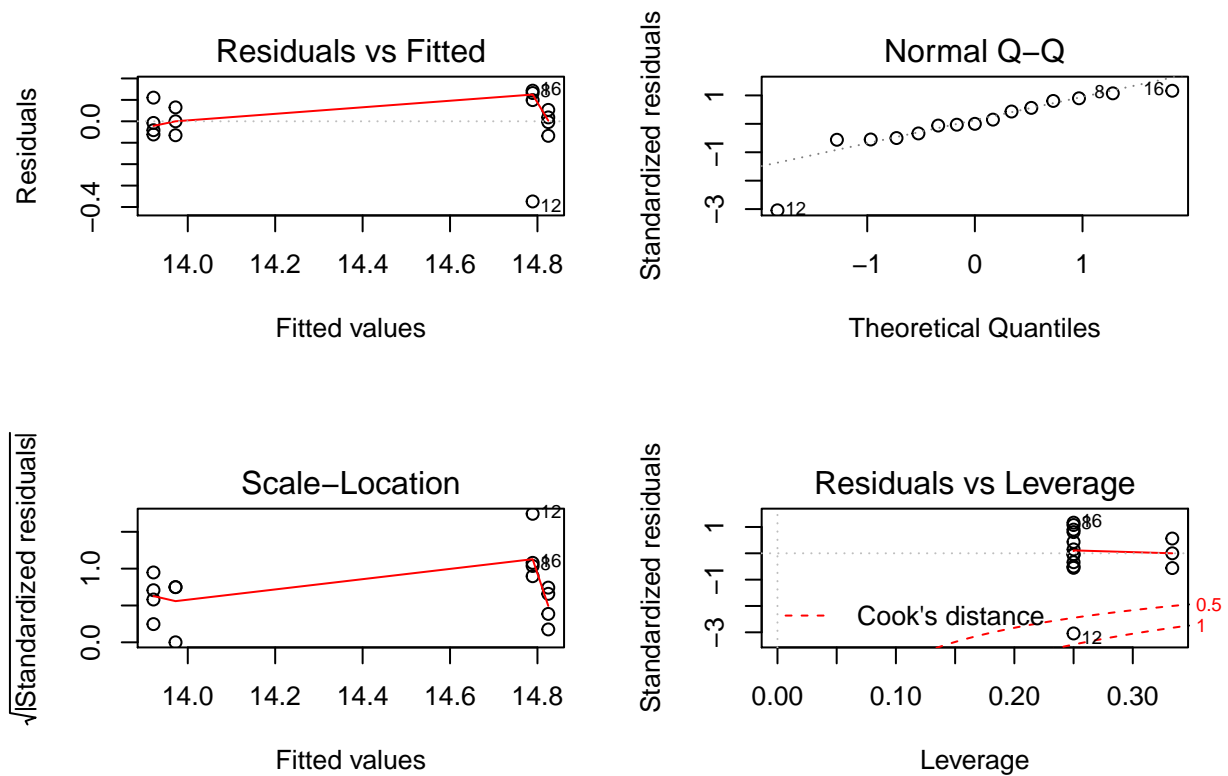 Residuals vs Fitted
Residuals
0.0
−0.4
16
8
12
14.0 14.2 14.4 14.6 14.8
Fitted values
Normal Q−Q
Standardized residuals
1
−1
−3
8
16
12
−1 0 1
Theoretical Quantiles
Scale−Location
√|Standardized residuals|
1.0
0.0
12
16
8
14.0 14.2 14.4 14.6 14.8
Fitted values
Residuals vs Leverage
Standardized residuals
1
−1
−3
16
8
12
Cook's distance
0.5
1
0.00 0.10 0.20 0.30
Leverage